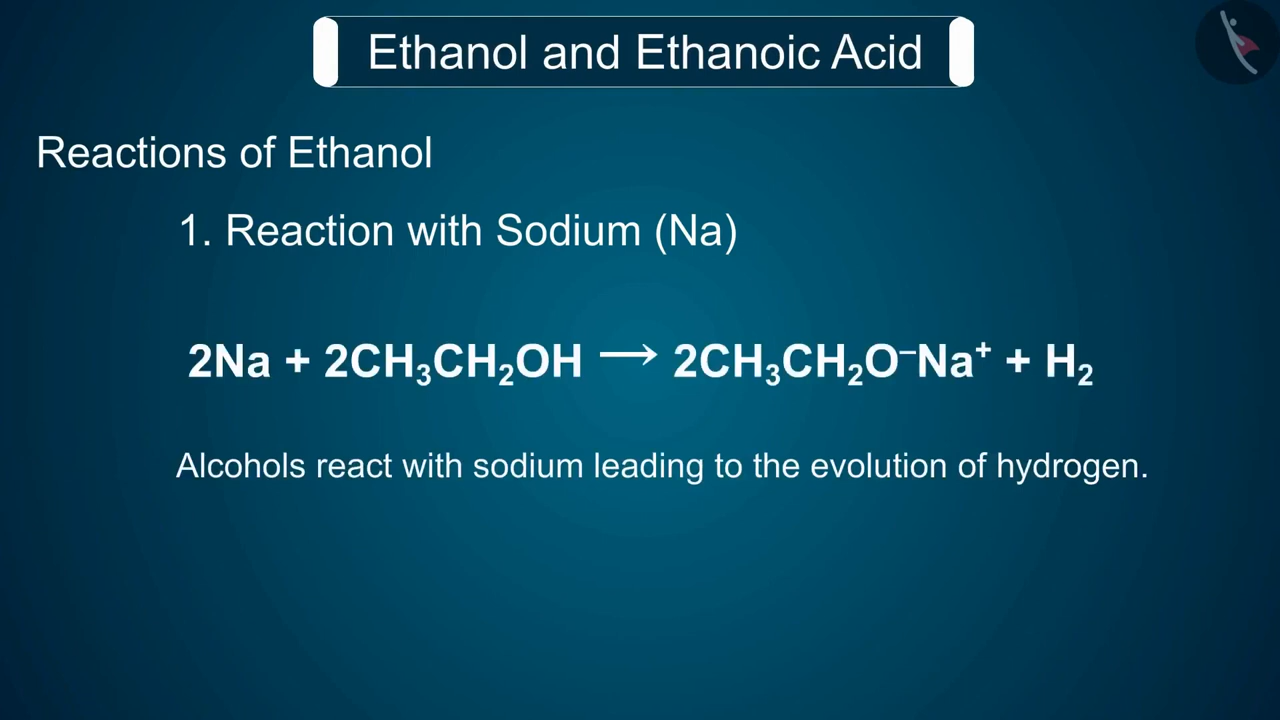 Ethanol and Ethanoic Acid
Reactions of Ethanol
1. Reaction with Sodium (Na)
2Na + 2CH₃CH₂OH ⟶ 2CH₃CH₂O⁻Na⁺ + H₂
Alcohols react with sodium leading to the evolution of hydrogen.